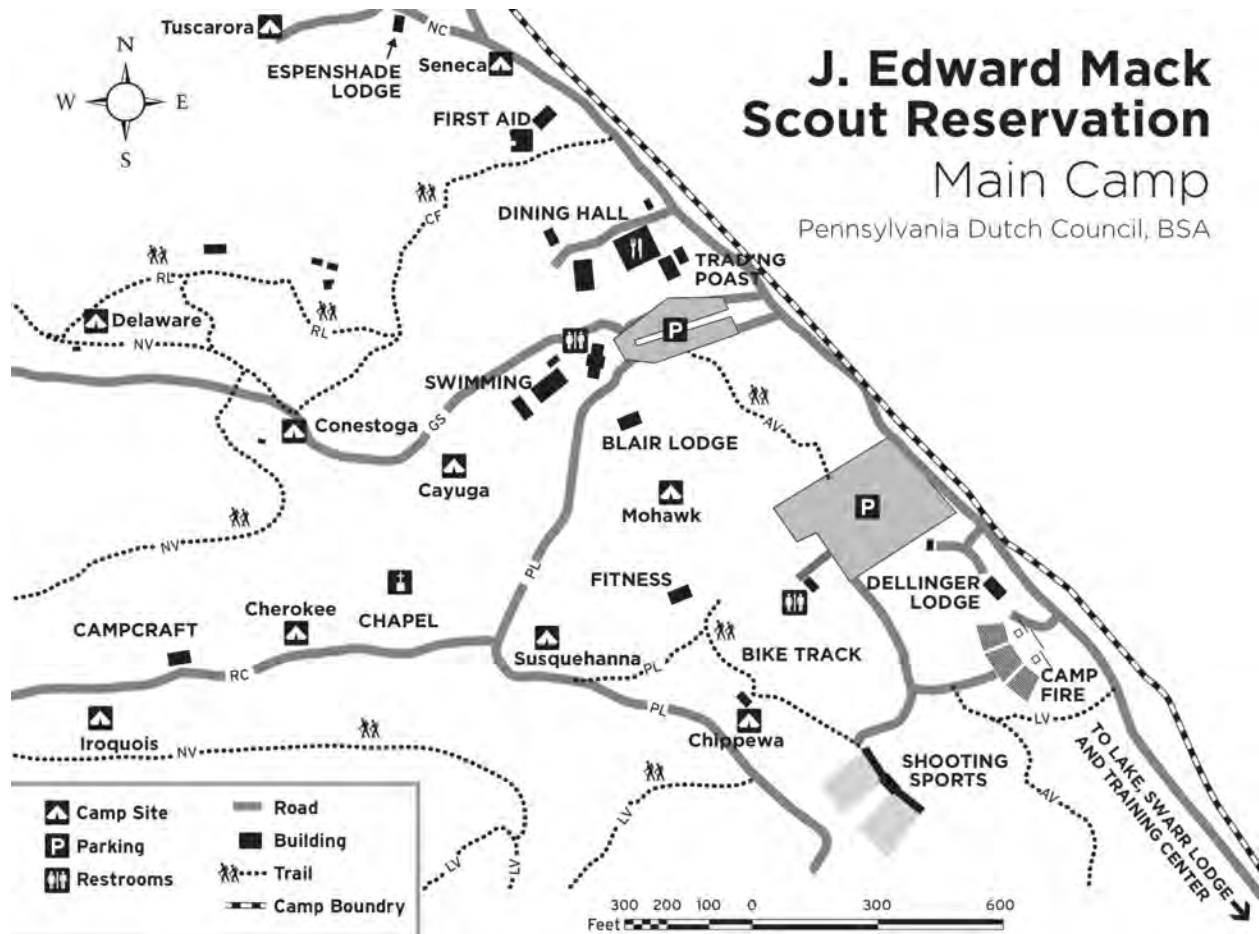 J. Edward Mack
Scout Reservation
Main Camp
Pennsylvania Dutch Council, BSA
N
W
E
S
Tuscarora
NC
ESPENSHADE
LODGE
Seneca
FIRST AID
CF
DINING HALL
TRADING
POAST
RL
Delaware
RL
NV
P
SWIMMING
Conestoga
GS
AV
BLAIR LODGE
Cayuga
Mohawk
P
NV
PL
FITNESS
DELLINGER
LODGE
Cherokee
CHAPEL
CAMPCRAFT
RC
Susquehanna
PL
BIKE TRACK
CAMP
FIRE
PL
LV
Iroquois
NV
Chippewa
SHOOTING
SPORTS
LV
AV
TO LAKE, SWARR LODGE
AND TRAINING CENTER
LV
LV
Camp Site
P Parking
Restrooms
Road
Building
Trail
Camp Boundry
300 200 100 0 300 600
Feet